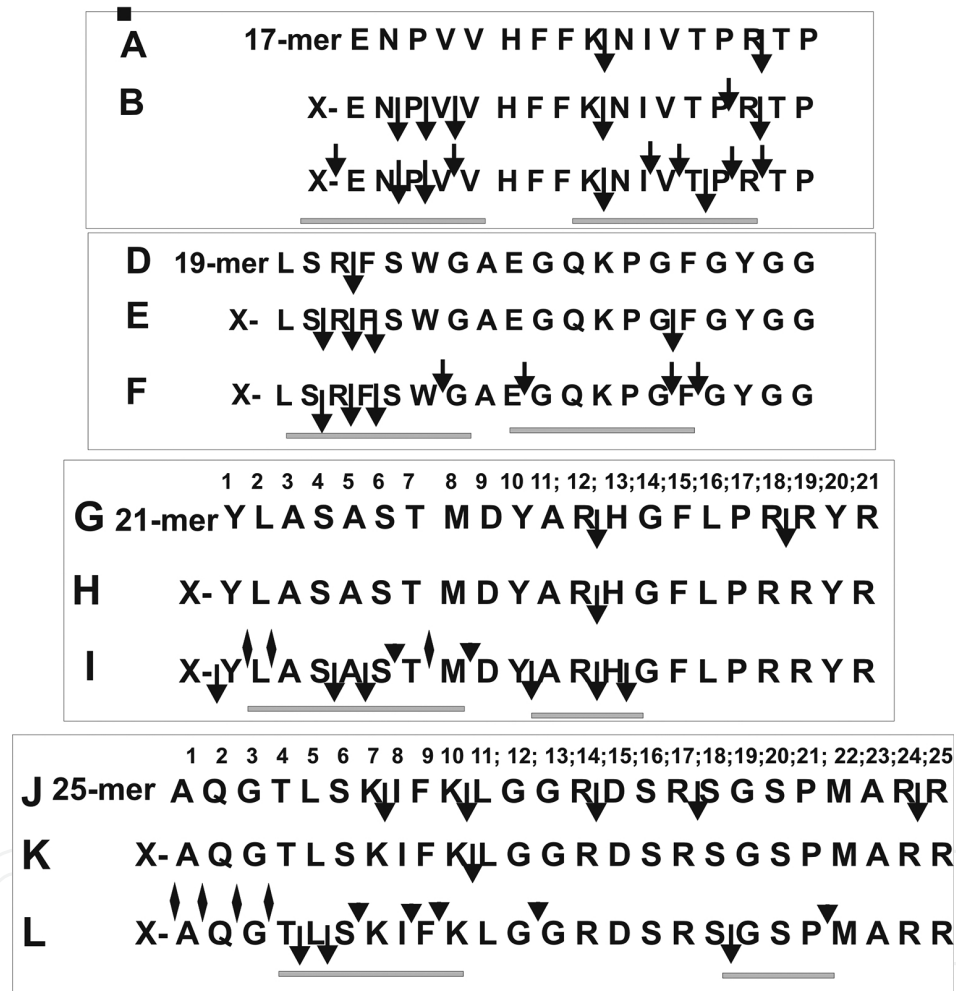 A 17-mer E N P V V H F F K N I V T P R T P
B X- E N P V V H F F K N I V T P R T P
X- E N P V V H F F K N I V T P R T P
D 19-mer L S R F S W G A E G Q K P G F G Y G G
E X- L S R F S W G A E G Q K P G F G Y G G
F X- L S R F S W G A E G Q K P G F G Y G G
1 2 3 4 5 6 7 8 9 10 11; 12; 13;14;15;16;17;18;19;20;21
G 21-mer Y L A S A S T M D Y A R H G F L P R R Y R
H X- Y L A S A S T M D Y A R H G F L P R R Y R
I X- Y L A S A S T M D Y A R H G F L P R R Y R
1 2 3 4 5 6 7 8 9 10 11; 12; 13;14;15;16;17;18;19;20;21; 22;23;24;25
J 25-mer A Q G T L S K I F K L G G R D S R S G S P M A R R
K X- A Q G T L S K I F K L G G R D S R S G S P M A R R
L X- A Q G T L S K I F K L G G R D S R S G S P M A R R